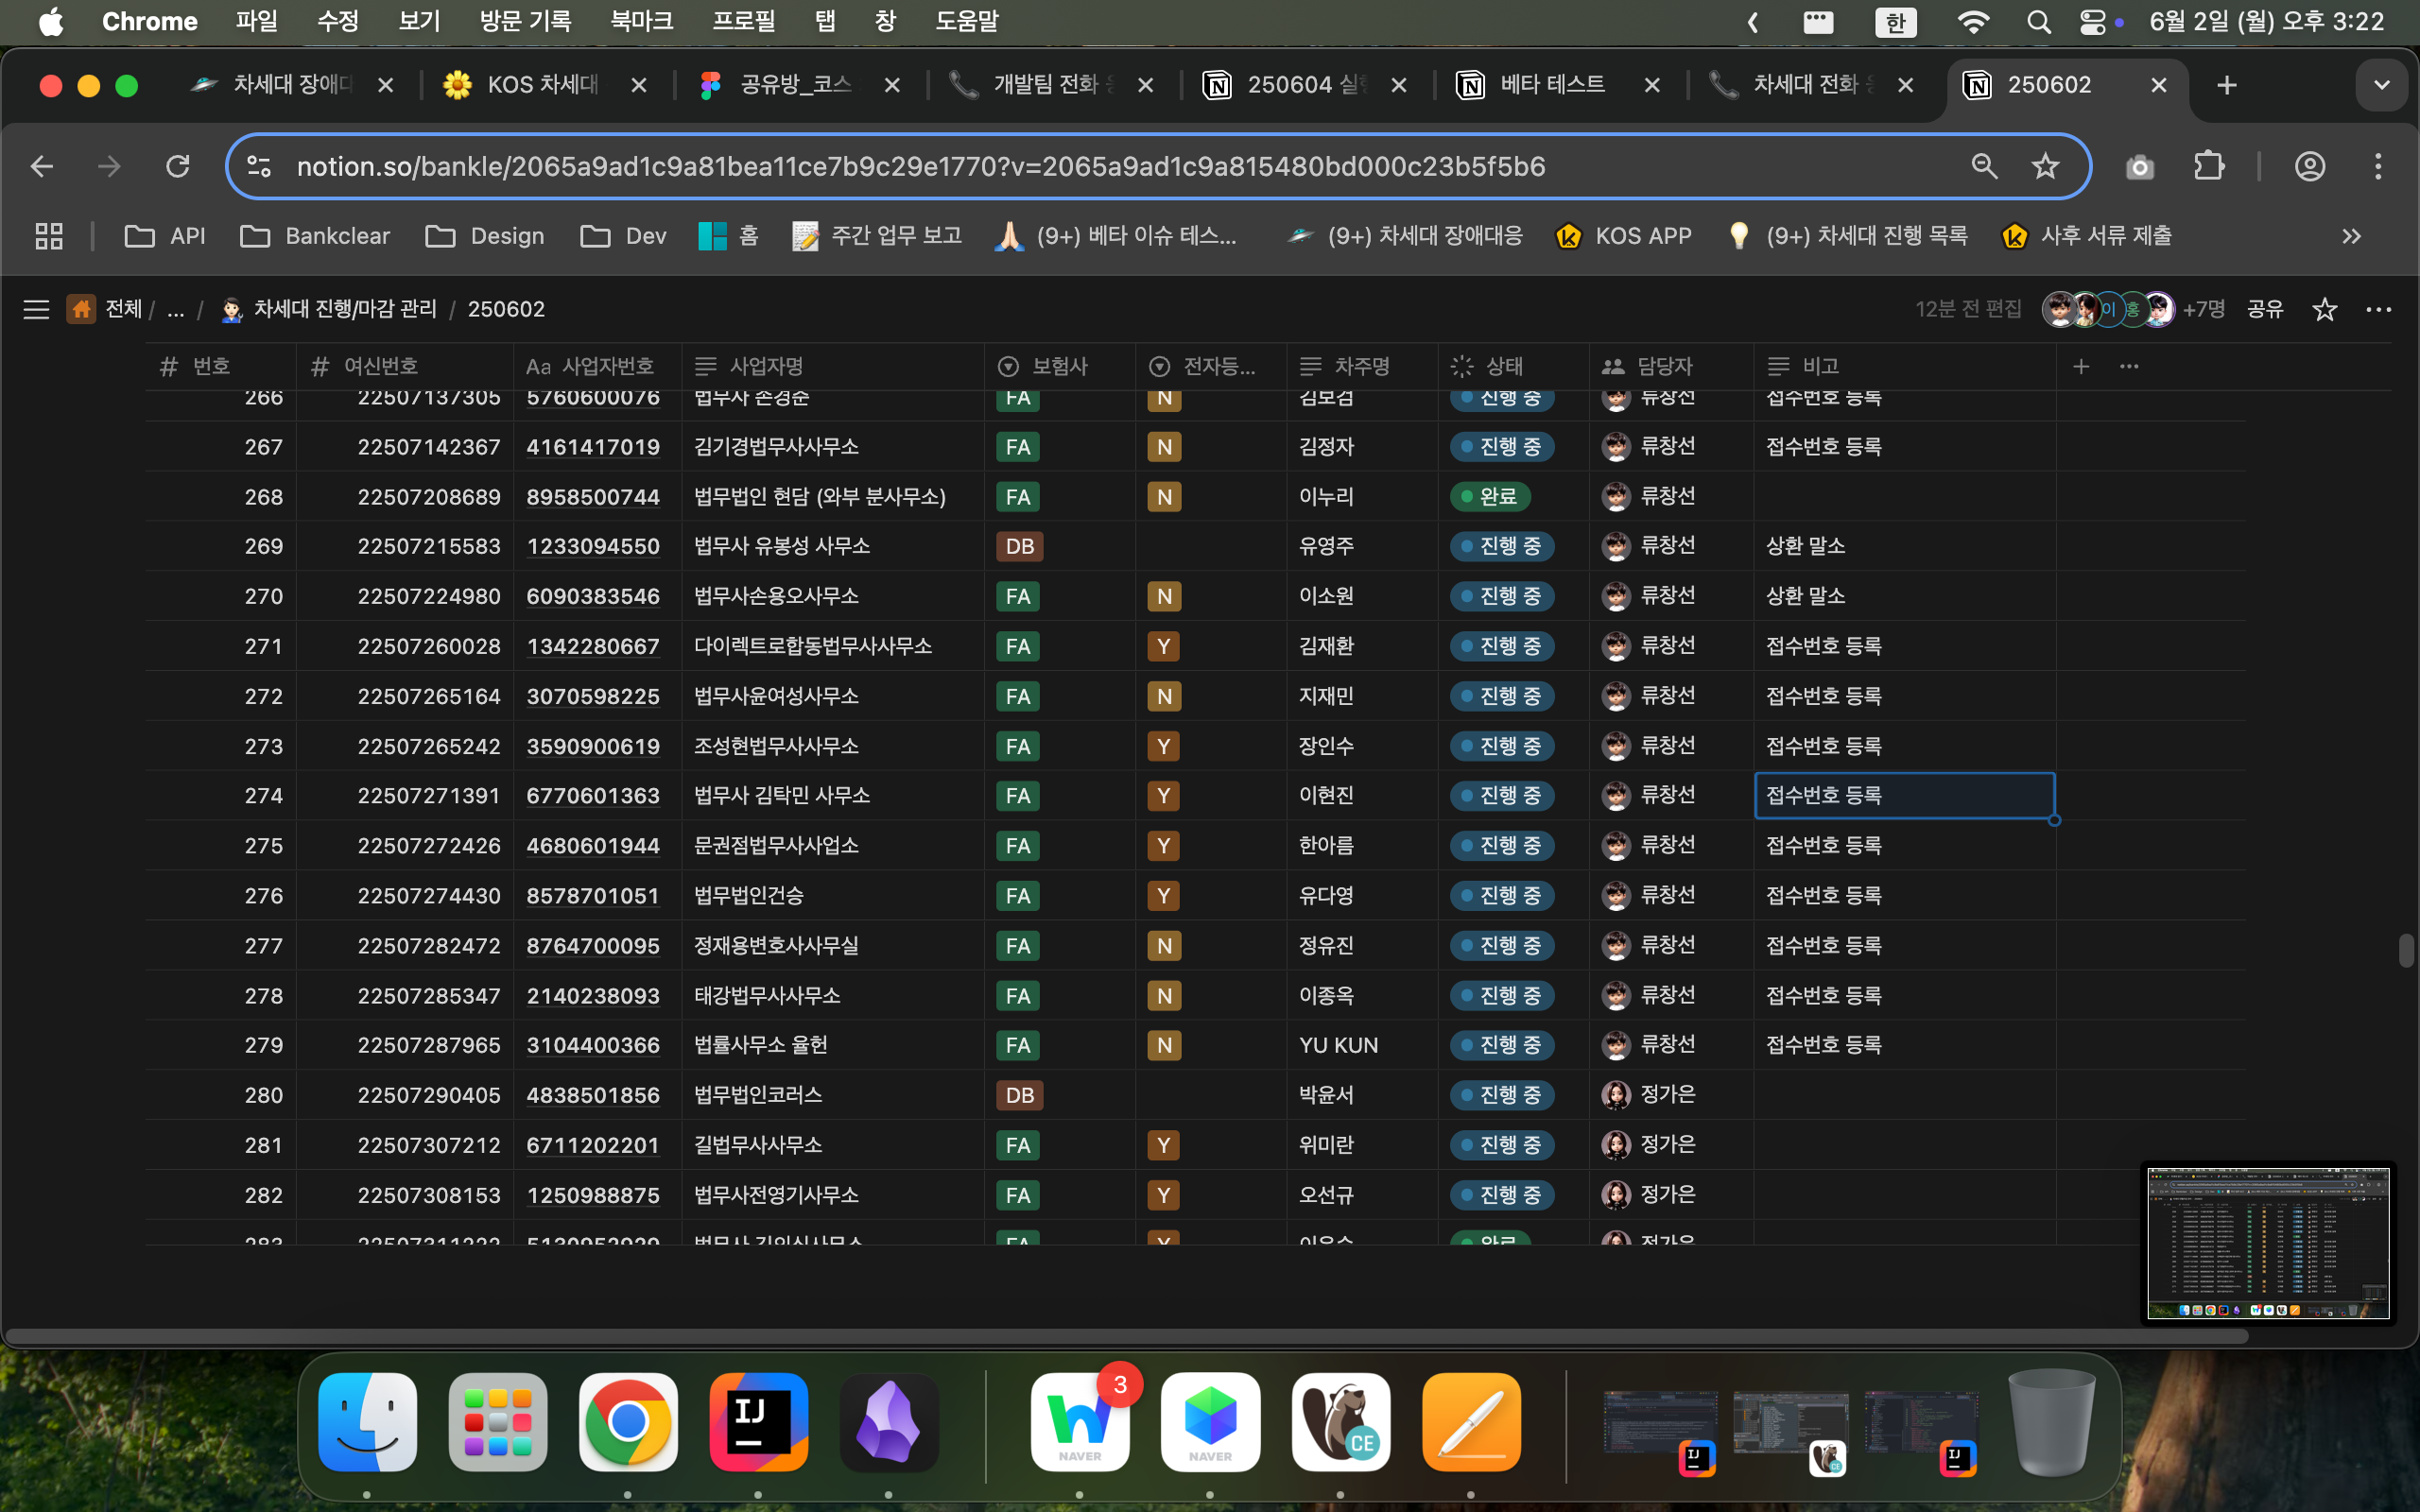 Chrome 파일 수정 보기 방문 기록 북마크 프로필 탭 창 도움말 한 6월 2일 (월) 오후 3:22
차세대 장애대 KOS 차세대 공유방_코스 개발팀 전화 250604 실행 베타 테스트 차세대 전화 250602
notion.so/bankle/2065a9ad1c9a81bea11ce7b9c29e1770?v=2065a9ad1c9a815480bd000c23b5f5b6
API Bankclear Design Dev 홈 주간 업무 보고 (9+) 베타 이슈 테스... (9+) 차세대 장애대응 KOS APP (9+) 차세대 진행 목록 사후 서류 제출
전체 / ... / 차세대 진행/마감 관리 / 250602 12분 전 편집 이 홍 +7명 공유
# 번호 # 여신번호 Aa 사업자번호 사업자명 보험사 전자등... 차주명 상태 담당자 비고
266 22507137305 5760600076 법무사 손경준 FA N 김보검 진행 중 류창선 접수번호 등록
267 22507142367 4161417019 김기경법무사사무소 FA N 김정자 진행 중 류창선 접수번호 등록
268 22507208689 8958500744 법무법인 현담 (와부 분사무소) FA N 이누리 완료 류창선
269 22507215583 1233094550 법무사 유봉성 사무소 DB 유영주 진행 중 류창선 상환 말소
270 22507224980 6090383546 법무사손용오사무소 FA N 이소원 진행 중 류창선 상환 말소
271 22507260028 1342280667 다이렉트로합동법무사사무소 FA Y 김재환 진행 중 류창선 접수번호 등록
272 22507265164 3070598225 법무사윤여성사무소 FA N 지재민 진행 중 류창선 접수번호 등록
273 22507265242 3590900619 조성현법무사사무소 FA Y 장인수 진행 중 류창선 접수번호 등록
274 22507271391 6770601363 법무사 김탁민 사무소 FA Y 이현진 진행 중 류창선 접수번호 등록
275 22507272426 4680601944 문권점법무사사업소 FA Y 한아름 진행 중 류창선 접수번호 등록
276 22507274430 8578701051 법무법인건승 FA Y 유다영 진행 중 류창선 접수번호 등록
277 22507282472 8764700095 정재용변호사사무실 FA N 정유진 진행 중 류창선 접수번호 등록
278 22507285347 2140238093 태강법무사사무소 FA N 이종옥 진행 중 류창선 접수번호 등록
279 22507287965 3104400366 법률사무소 율헌 FA N YU KUN 진행 중 류창선 접수번호 등록
280 22507290405 4838501856 법무법인코러스 DB 박윤서 진행 중 정가은
281 22507307212 6711202201 길법무사사무소 FA Y 위미란 진행 중 정가은
282 22507308153 1250988875 법무사전영기사무소 FA Y 오선규 진행 중 정가은
283 FA Y 완료 정가은
IJ NAVER 3 NAVER CE IJ CE IJ